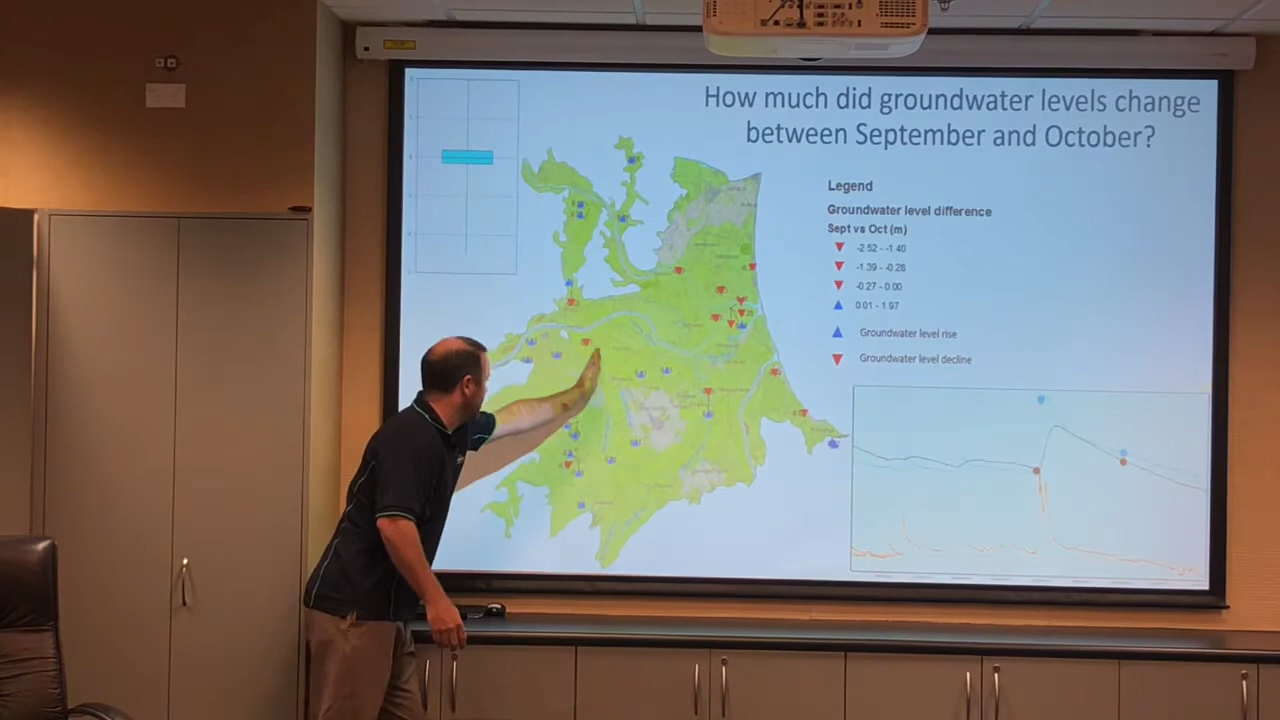 How much did groundwater levels change
between September and October?
Legend
Groundwater level difference
Sept vs Oct (m)
-2.52 - -1.40
-1.39 - -0.28
-0.27 - 0.00
0.01 - 1.97
Groundwater level rise
Groundwater level decline